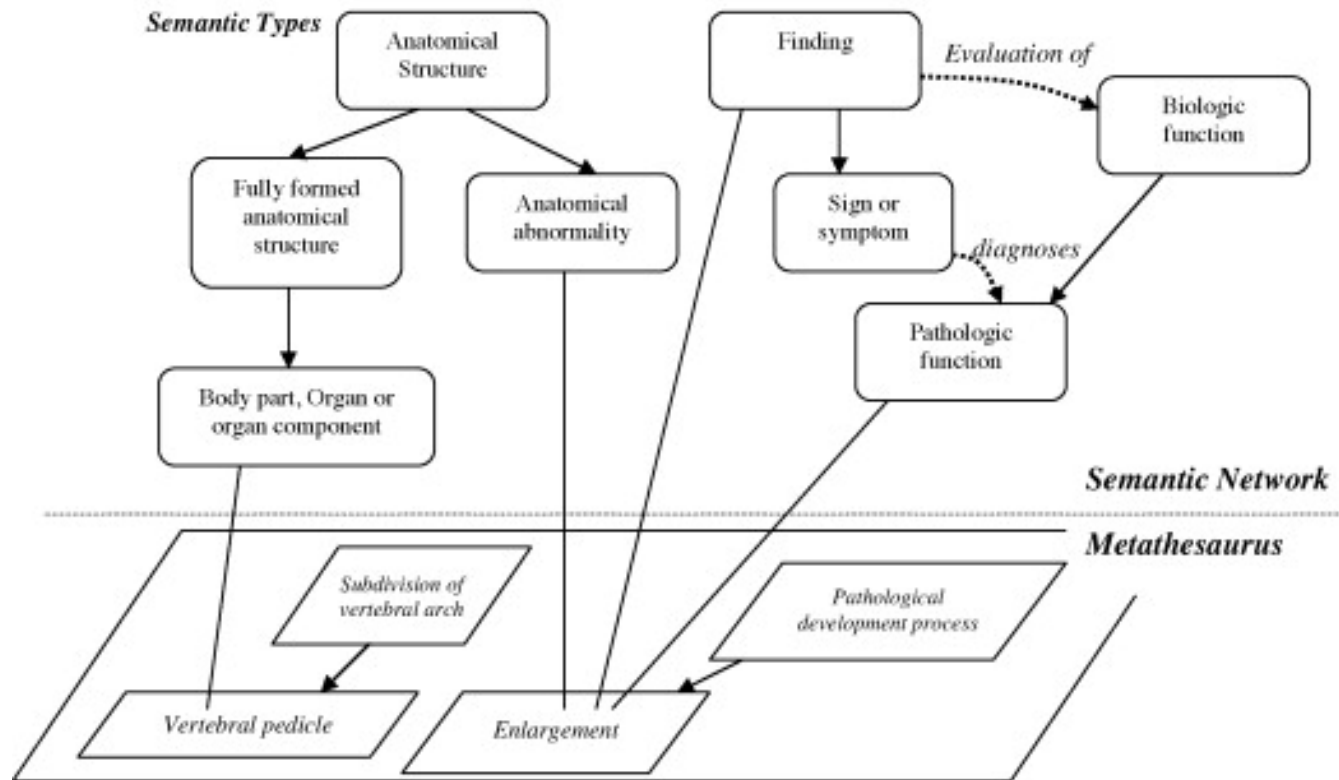 Semantic Types
Anatomical
Structure
Finding
Evaluation of
Biologic
function
Fully formed
anatomical
structure
Anatomical
abnormality
Sign or
symptom
diagnoses
Pathologic
function
Body part, Organ or
organ component
Semantic Network
Metathesaurus
Subdivision of
vertebral arch
Pathological
development process
Vertebral pedicle
Enlargement